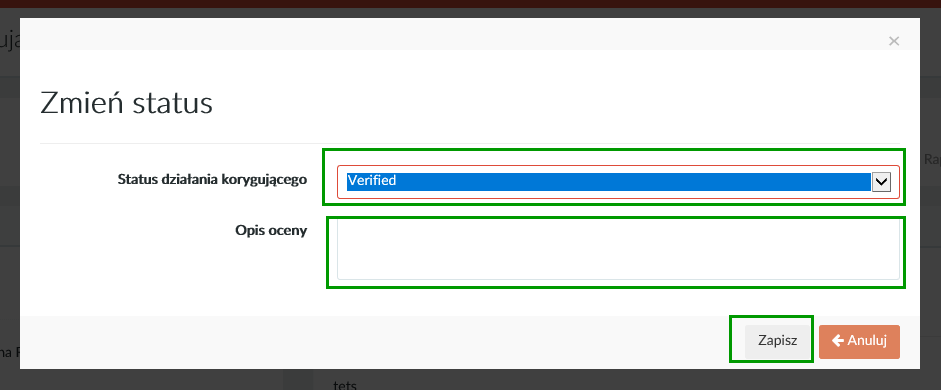 ×
Zmień status
Status działania korygującego
Verified
Opis oceny
Zapisz
Anuluj
tets